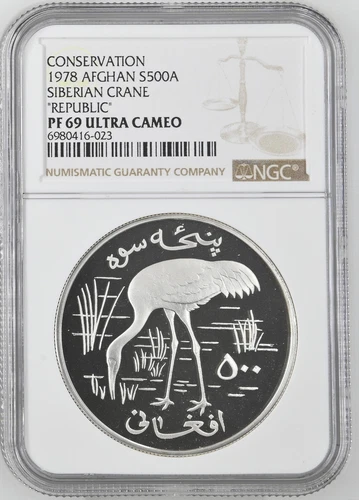 CONSERVATION
1978 AFGHAN S500A
SIBERIAN CRANE
"REPUBLIC"
PF 69 ULTRA CAMEO
6980416-023
NUMISMATIC GUARANTY COMPANY NGC®
پنځه سوه
۵۰۰
افغانۍ